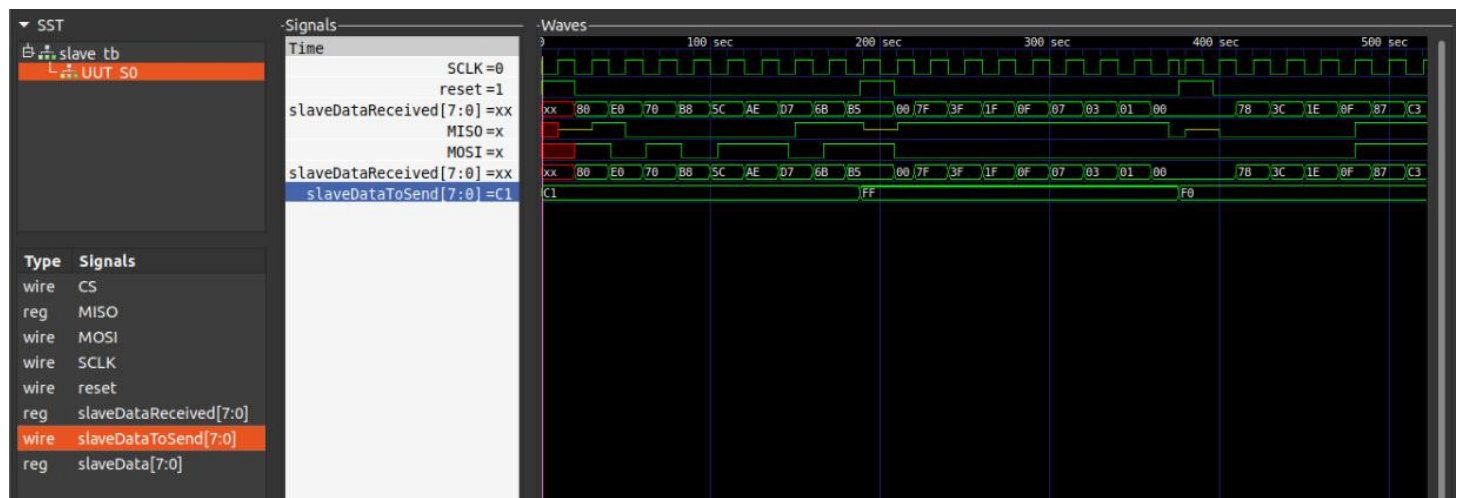 SST
slave_tb
UUT_S0
Type Signals
wire CS
reg MISO
wire MOSI
wire SCLK
wire reset
reg slaveDataReceived[7:0]
wire slaveDataToSend[7:0]
reg slaveData[7:0]
Signals
Time
SCLK=0
reset=1
slaveDataReceived[7:0]=xx
MISO=x
MOSI=x
slaveDataReceived[7:0]=xx
slaveDataToSend[7:0]=C1
Waves
100 sec 200 sec 300 sec 400 sec 500 sec
xx 80 E0 70 B8 5C AE D7 6B B5 00 7F 3F 1F 0F 07 03 01 00 78 3C 1E 0F 87 C3
xx 80 E0 70 B8 5C AE D7 6B B5 00 7F 3F 1F 0F 07 03 01 00 78 3C 1E 0F 87 C3
C1 FF F0